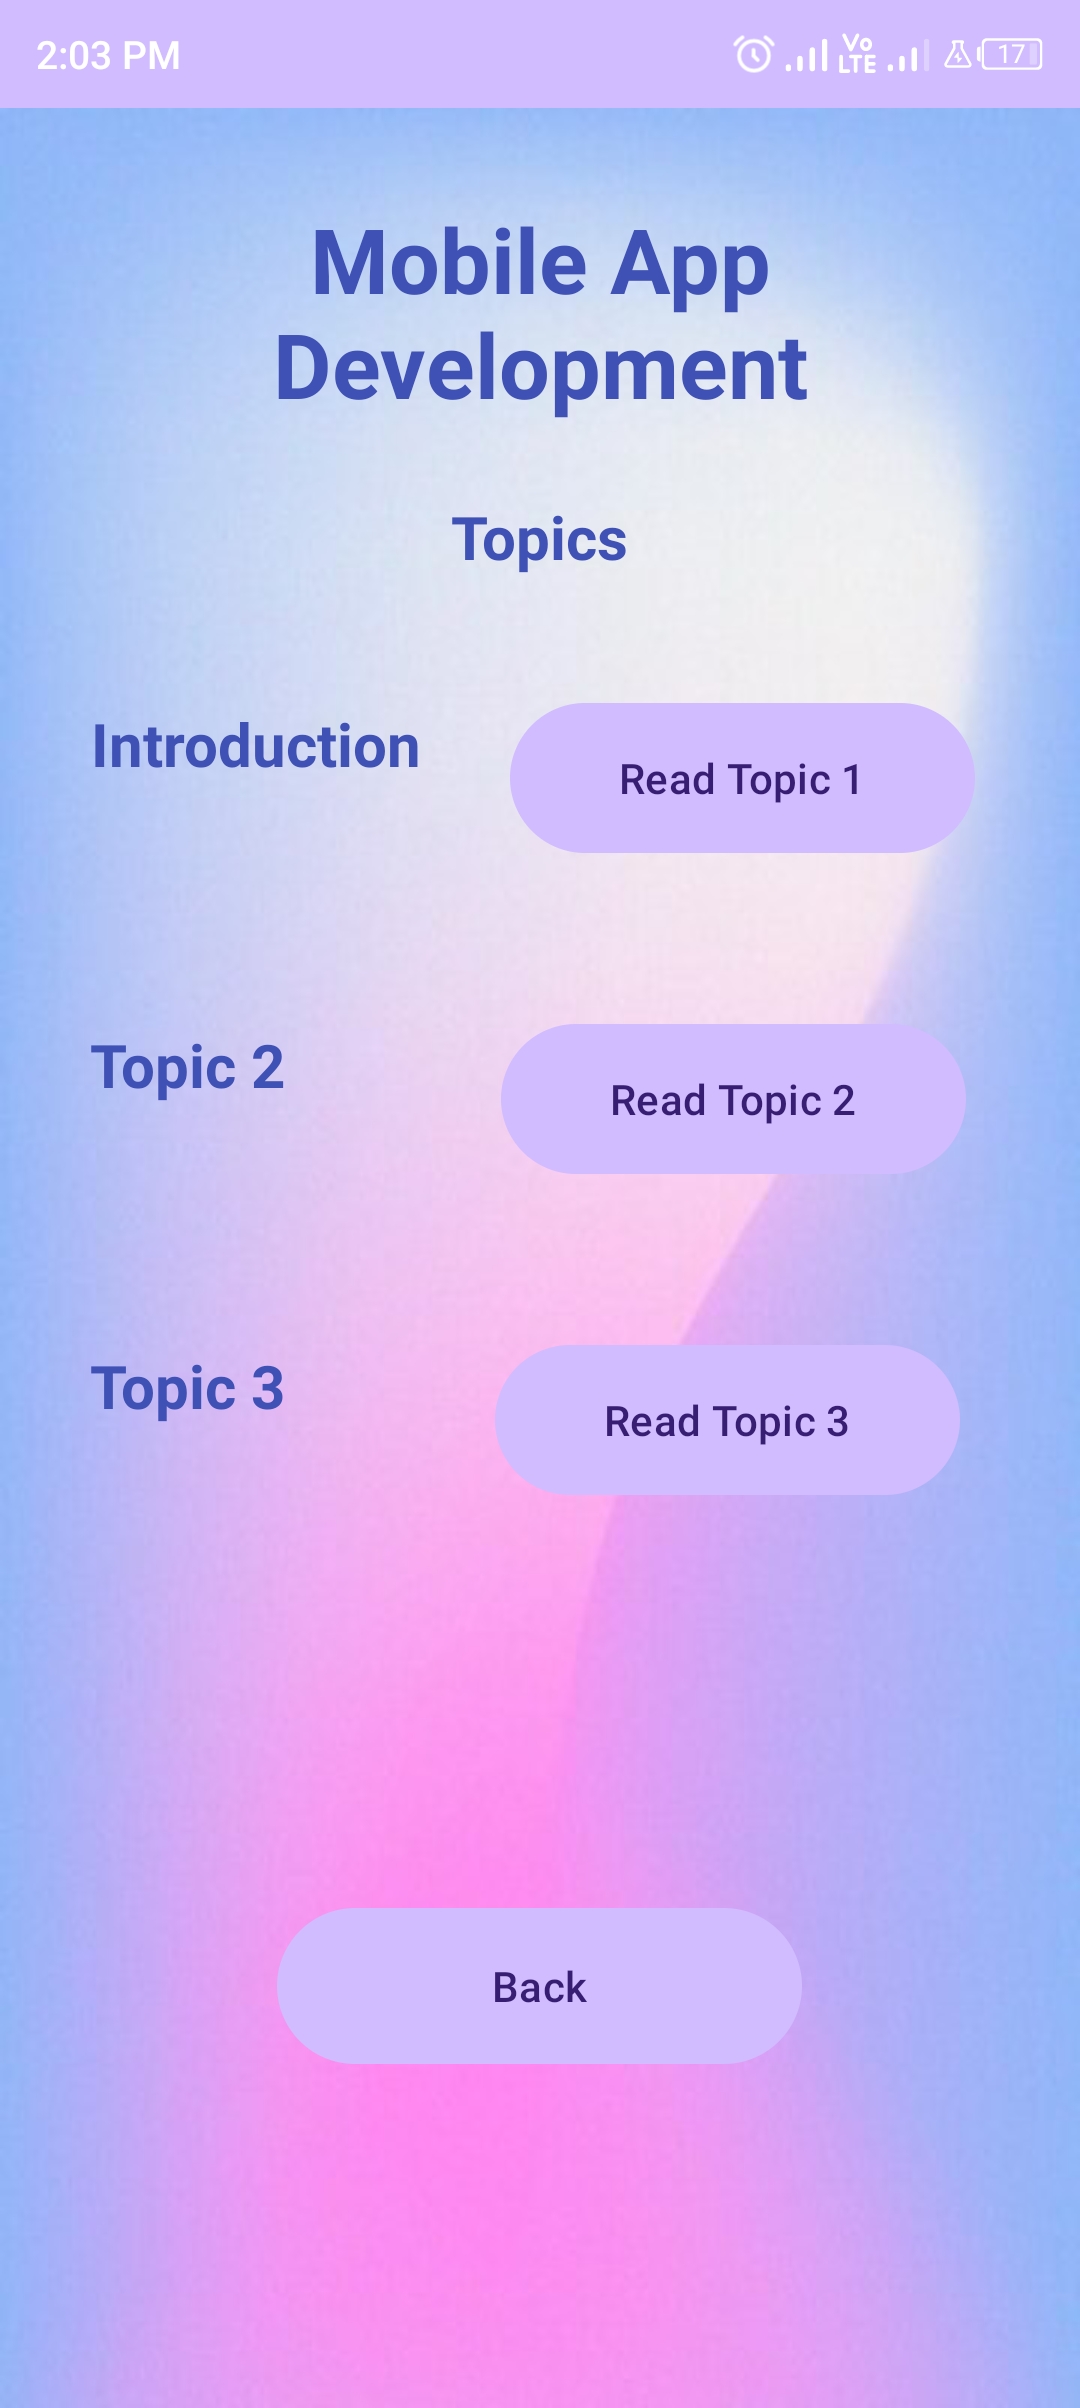 2:03 PM Vo LTE 17
Mobile App
Development
Topics
Introduction Read Topic 1
Topic 2 Read Topic 2
Topic 3 Read Topic 3
Back